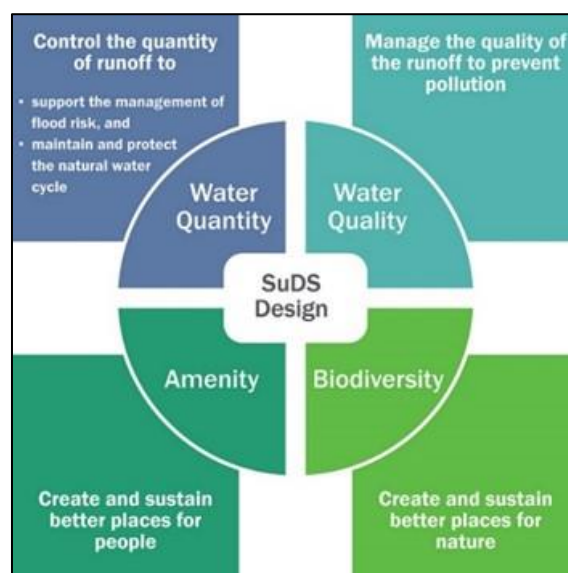 Control the quantity
of runoff to
• support the management of
flood risk, and
• maintain and protect
the natural water
cycle
Manage the quality of
the runoff to prevent
pollution
Water
Quantity
Water
Quality
SuDS
Design
Amenity
Biodiversity
Create and sustain
better places for
people
Create and sustain
better places for
nature